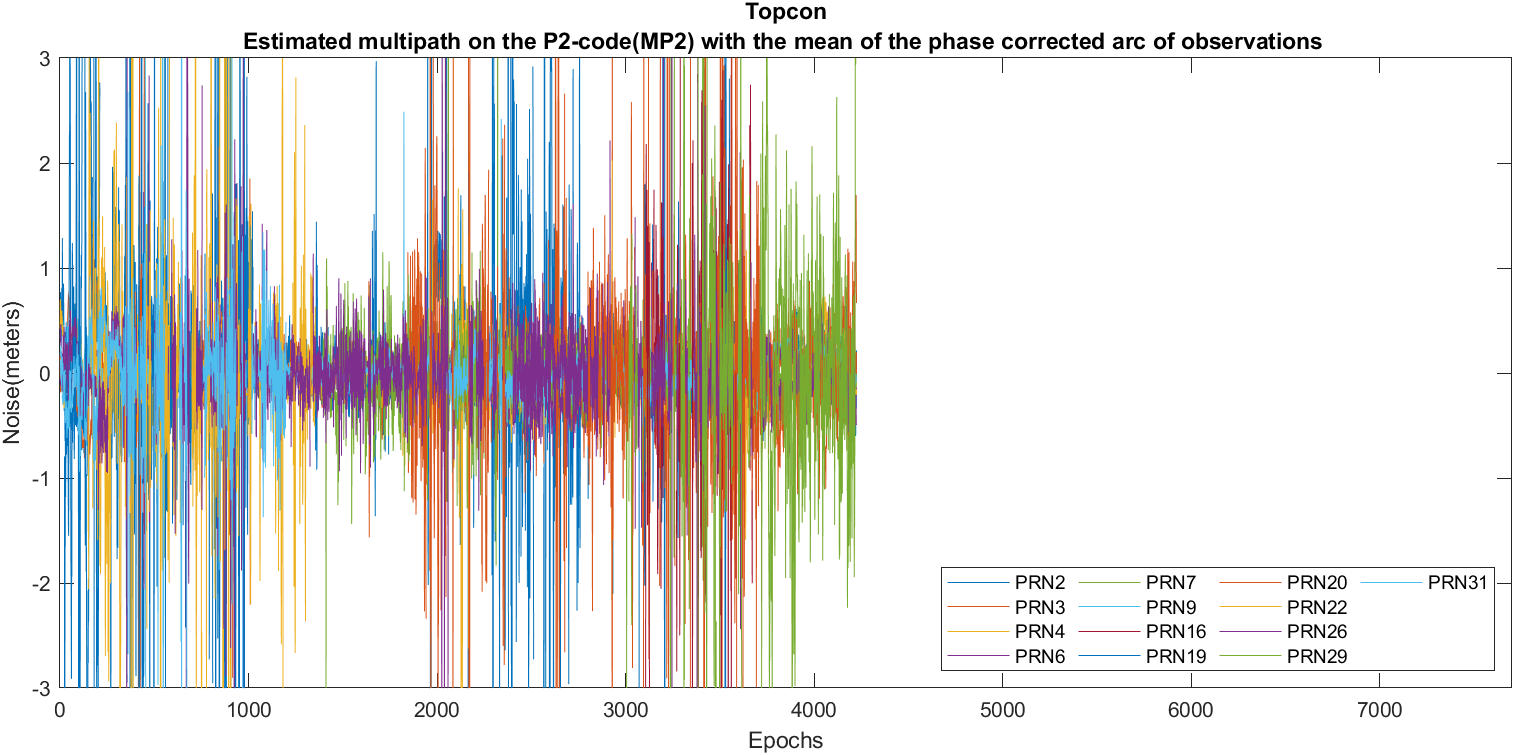 Topcon
Estimated multipath on the P2-code(MP2) with the mean of the phase corrected arc of observations
3
2
1
0
-1
-2
-3
Noise(meters)
0 1000 2000 3000 4000 5000 6000 7000
Epochs
PRN2 PRN7 PRN20 PRN31
PRN3 PRN9 PRN22
PRN4 PRN16 PRN26
PRN6 PRN19 PRN29